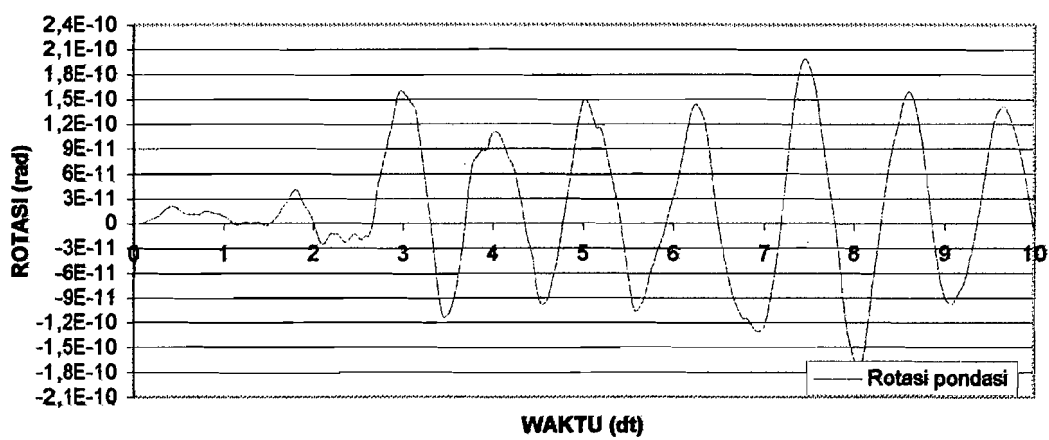 2,4E-10
2,1E-10
1,8E-10
1,5E-10
1,2E-10
9E-11
6E-11
3E-11
0
-3E-11
-6E-11
-9E-11
-1,2E-10
-1,5E-10
-1,8E-10
-2,1E-10
ROTASI (rad)
0 1 2 3 4 5 6 7 8 9 10
Rotasi pondasi
WAKTU (dt)